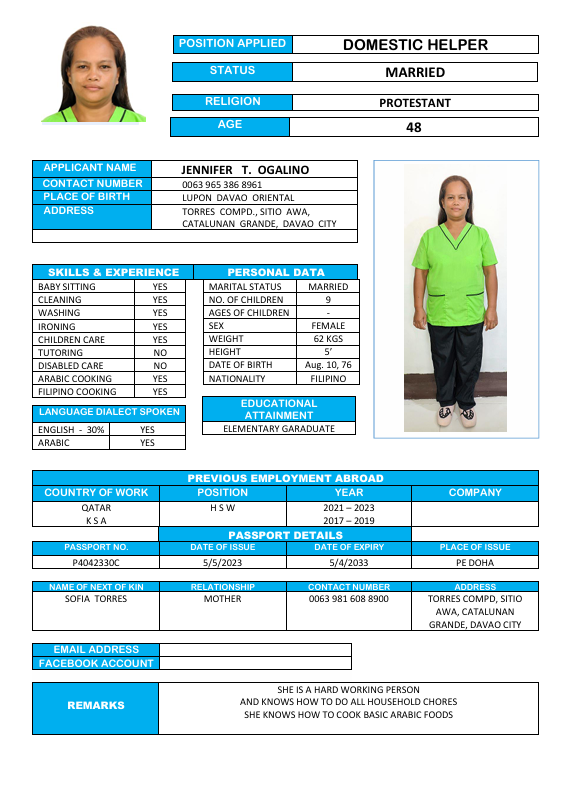 POSITION APPLIED DOMESTIC HELPER
STATUS MARRIED
RELIGION PROTESTANT
AGE 48
APPLICANT NAME JENNIFER T. OGALINO
CONTACT NUMBER 0063 965 386 8961
PLACE OF BIRTH LUPON DAVAO ORIENTAL
ADDRESS TORRES COMPD., SITIO AWA,
CATALUNAN GRANDE, DAVAO CITY
SKILLS & EXPERIENCE
BABY SITTING YES
CLEANING YES
WASHING YES
IRONING YES
CHILDREN CARE YES
TUTORING NO
DISABLED CARE NO
ARABIC COOKING YES
FILIPINO COOKING YES
LANGUAGE DIALECT SPOKEN
ENGLISH - 30% YES
ARABIC YES
PERSONAL DATA
MARITAL STATUS MARRIED
NO. OF CHILDREN 9
AGES OF CHILDREN -
SEX FEMALE
WEIGHT 62 KGS
HEIGHT 5’
DATE OF BIRTH Aug. 10, 76
NATIONALITY FILIPINO
EDUCATIONAL
ATTAINMENT
ELEMENTARY GARADUATE
PREVIOUS EMPLOYMENT ABROAD
COUNTRY OF WORK POSITION YEAR COMPANY
QATAR H S W 2021 – 2023
K S A 2017 – 2019
PASSPORT DETAILS
PASSPORT NO. DATE OF ISSUE DATE OF EXPIRY PLACE OF ISSUE
P4042330C 5/5/2023 5/4/2033 PE DOHA
NAME OF NEXT OF KIN RELATIONSHIP CONTACT NUMBER ADDRESS
SOFIA TORRES MOTHER 0063 981 608 8900 TORRES COMPD, SITIO
AWA, CATALUNAN
GRANDE, DAVAO CITY
EMAIL ADDRESS
FACEBOOK ACCOUNT
REMARKS
SHE IS A HARD WORKING PERSON
AND KNOWS HOW TO DO ALL HOUSEHOLD CHORES
SHE KNOWS HOW TO COOK BASIC ARABIC FOODS